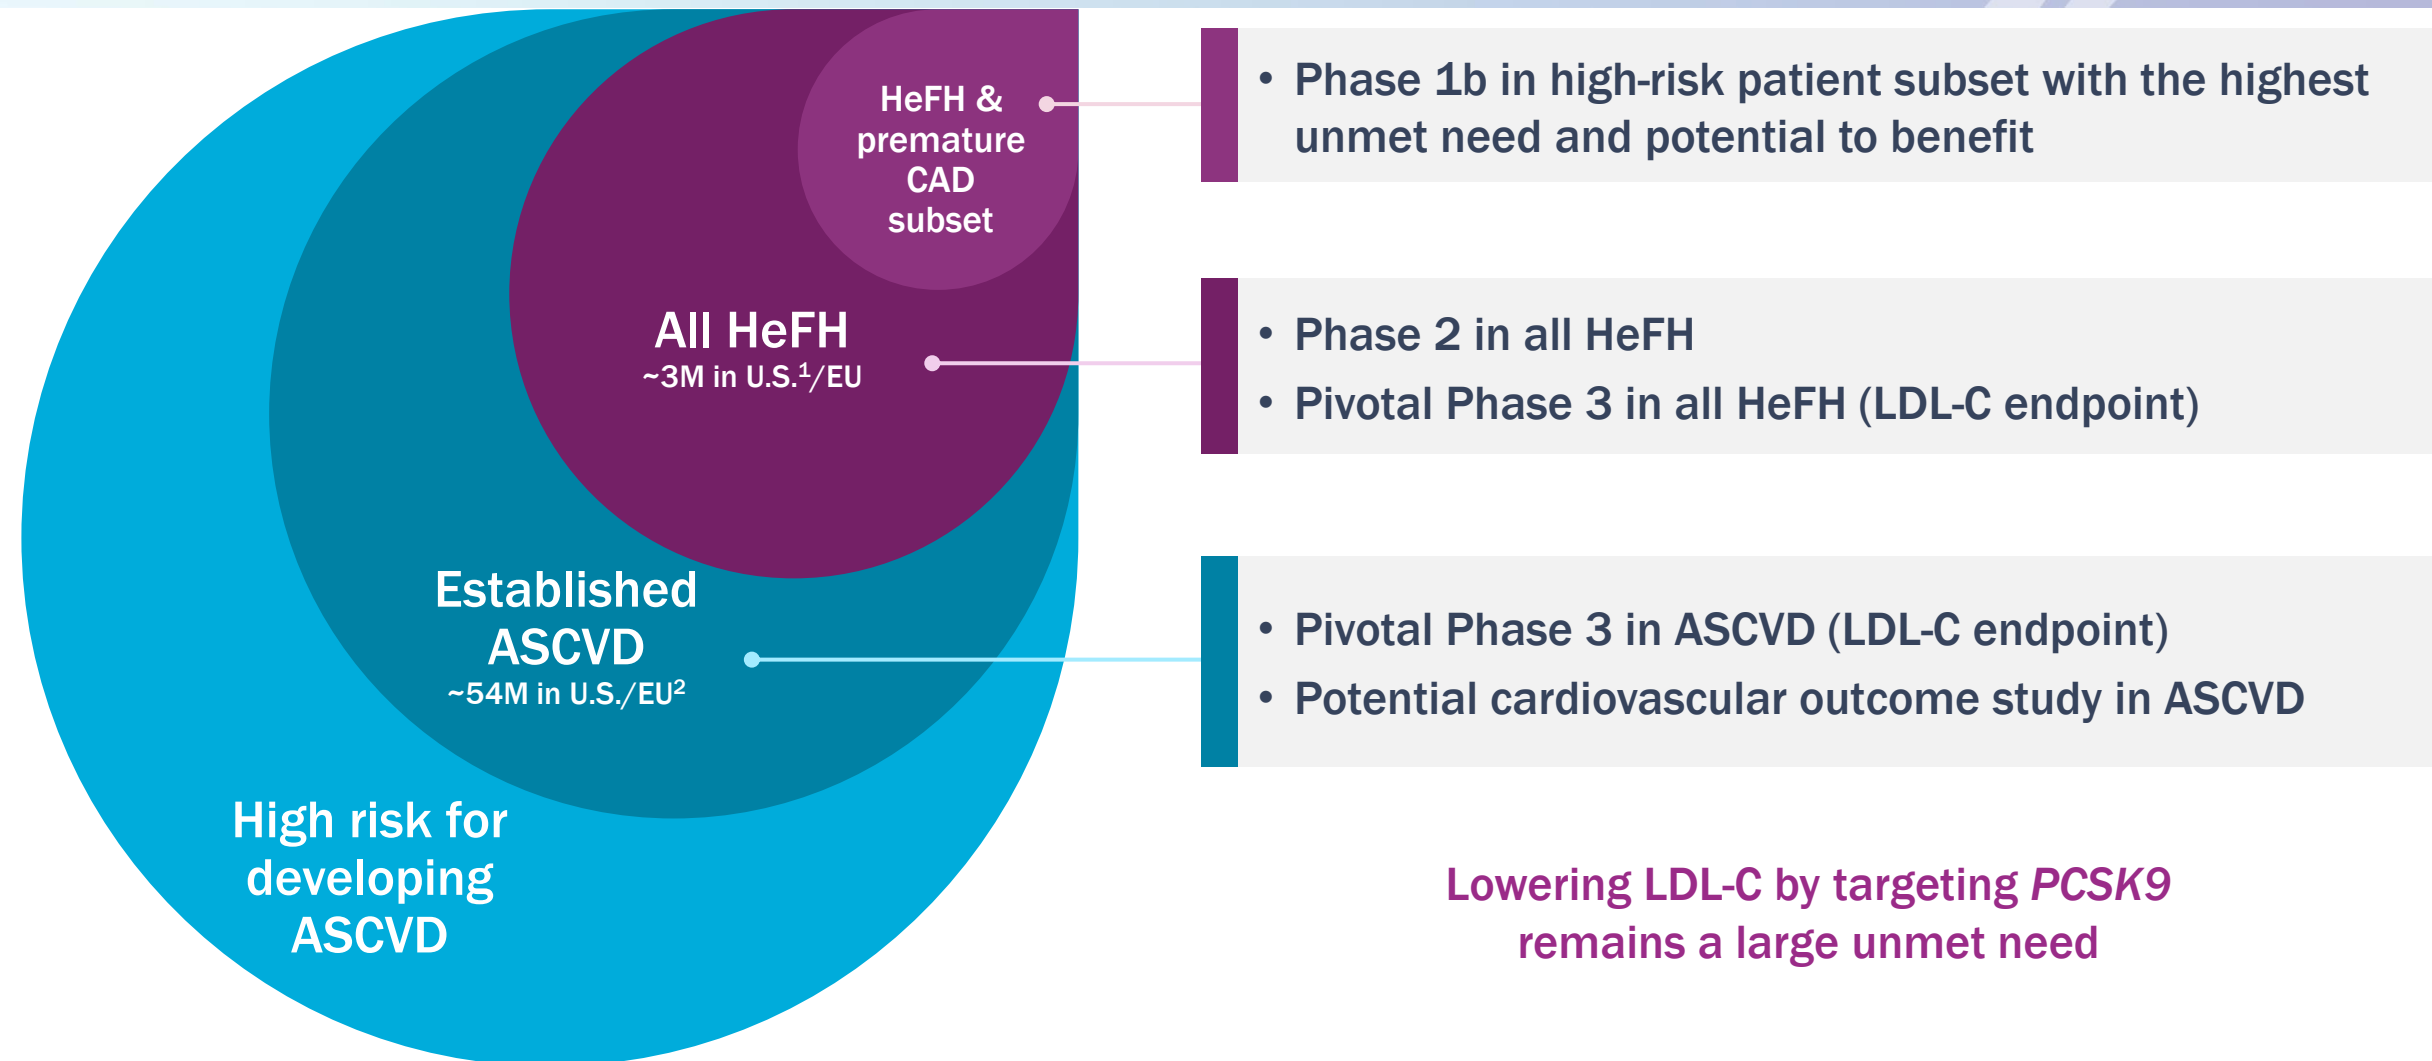 HeFH &
premature
CAD
subset
All HeFH
~3M in U.S.¹/EU
Established
ASCVD
~54M in U.S./EU²
High risk for
developing
ASCVD
• Phase 1b in high-risk patient subset with the highest
unmet need and potential to benefit
• Phase 2 in all HeFH
• Pivotal Phase 3 in all HeFH (LDL-C endpoint)
• Pivotal Phase 3 in ASCVD (LDL-C endpoint)
• Potential cardiovascular outcome study in ASCVD
Lowering LDL-C by targeting PCSK9
remains a large unmet need